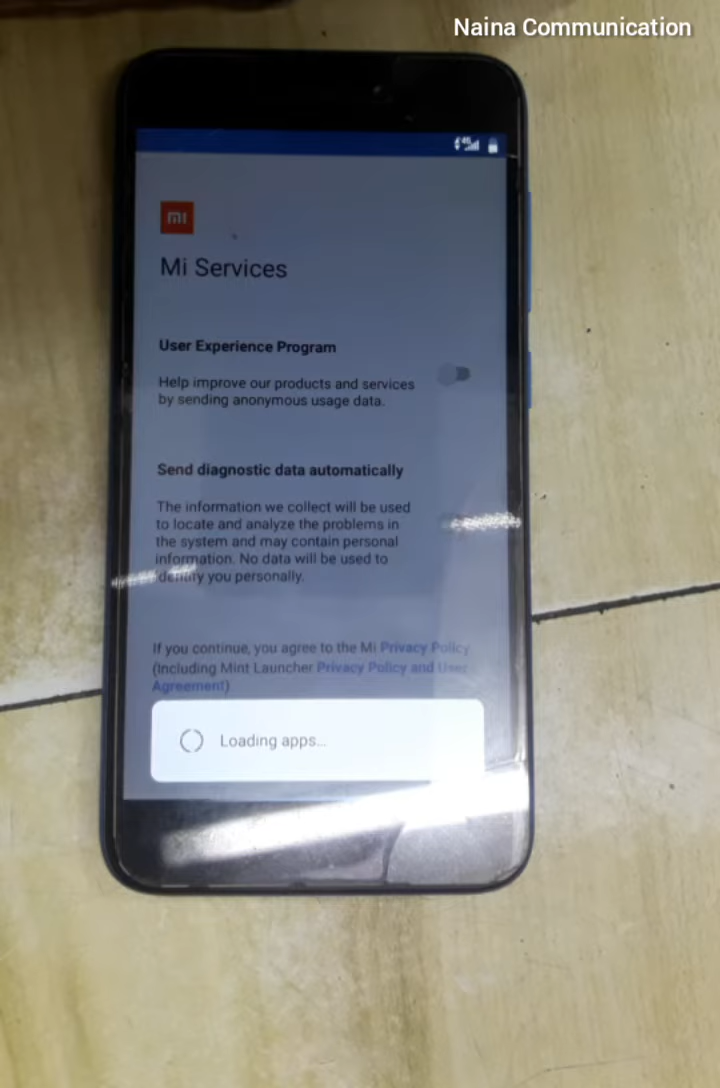 Naina Communication
4G
mi
Mi Services
User Experience Program
Help improve our products and services
by sending anonymous usage data.
Send diagnostic data automatically
The information we collect will be used
to locate and analyze the problems in
the system and may contain personal
information. No data will be used to
identify you personally.
If you continue, you agree to the Mi Privacy Policy
(Including Mint Launcher Privacy Policy and User
Agreement)
Loading apps...